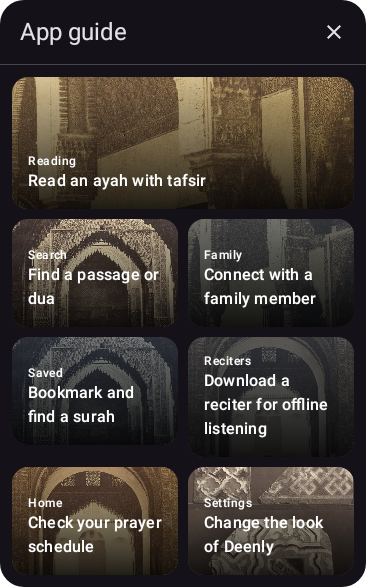 App guide
Reading
Read an ayah with tafsir
Search
Find a passage or
dua
Family
Connect with a
family member
Saved
Bookmark and
find a surah
Reciters
Download a
reciter for offline
listening
Home
Check your prayer
schedule
Settings
Change the look
of Deenly